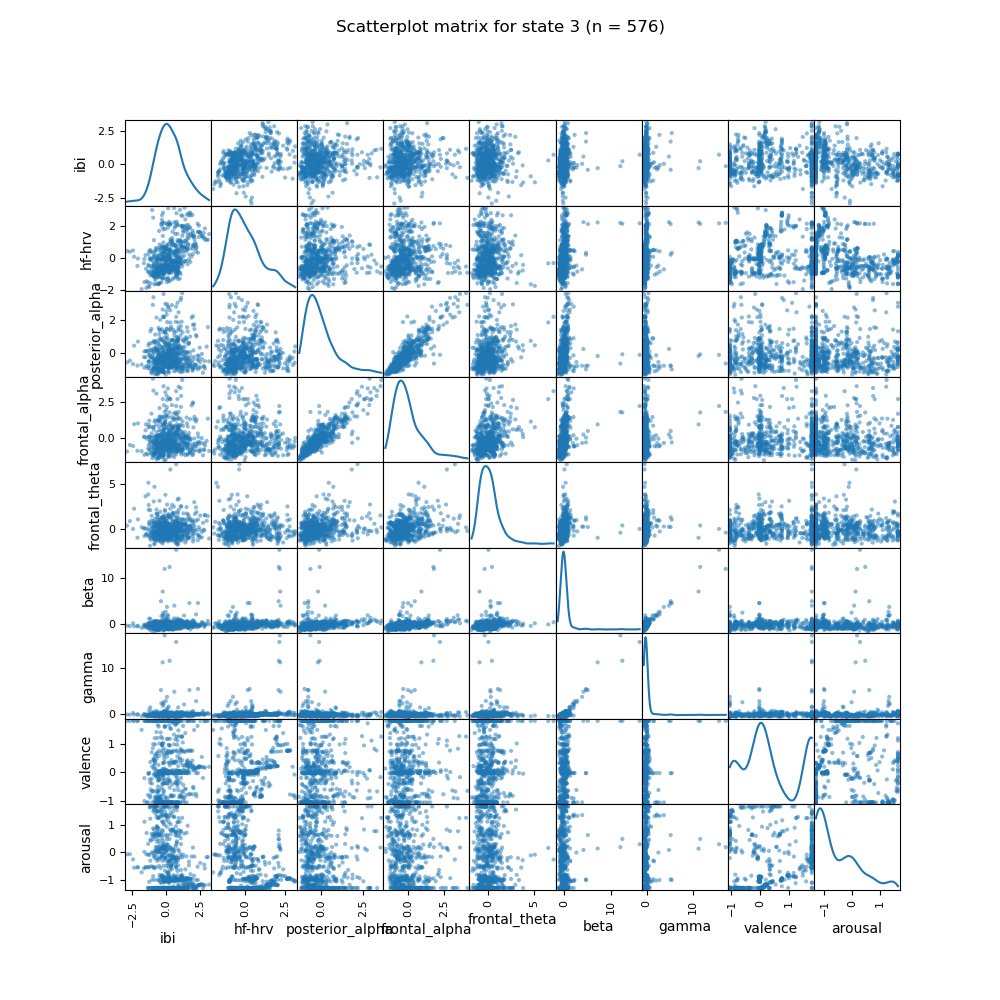 Scatterplot matrix for state 3 (n = 576)
ibi
2.5
0.0
−2.5
hf-hrv
2
0
−2
posterior_alpha
2
0
frontal_alpha
2.5
0.0
frontal_theta
5
0
beta
10
0
gamma
10
0
valence
1
0
−1
arousal
1
0
−1
−2.5 0.0 2.5 0.0 2.5 0.0 2.5 0.0 2.5 0 5 0 10 0 10 −1 0 1 −1 0 1
ibi hf-hrv posterior_alpha frontal_alpha frontal_theta beta gamma valence arousal